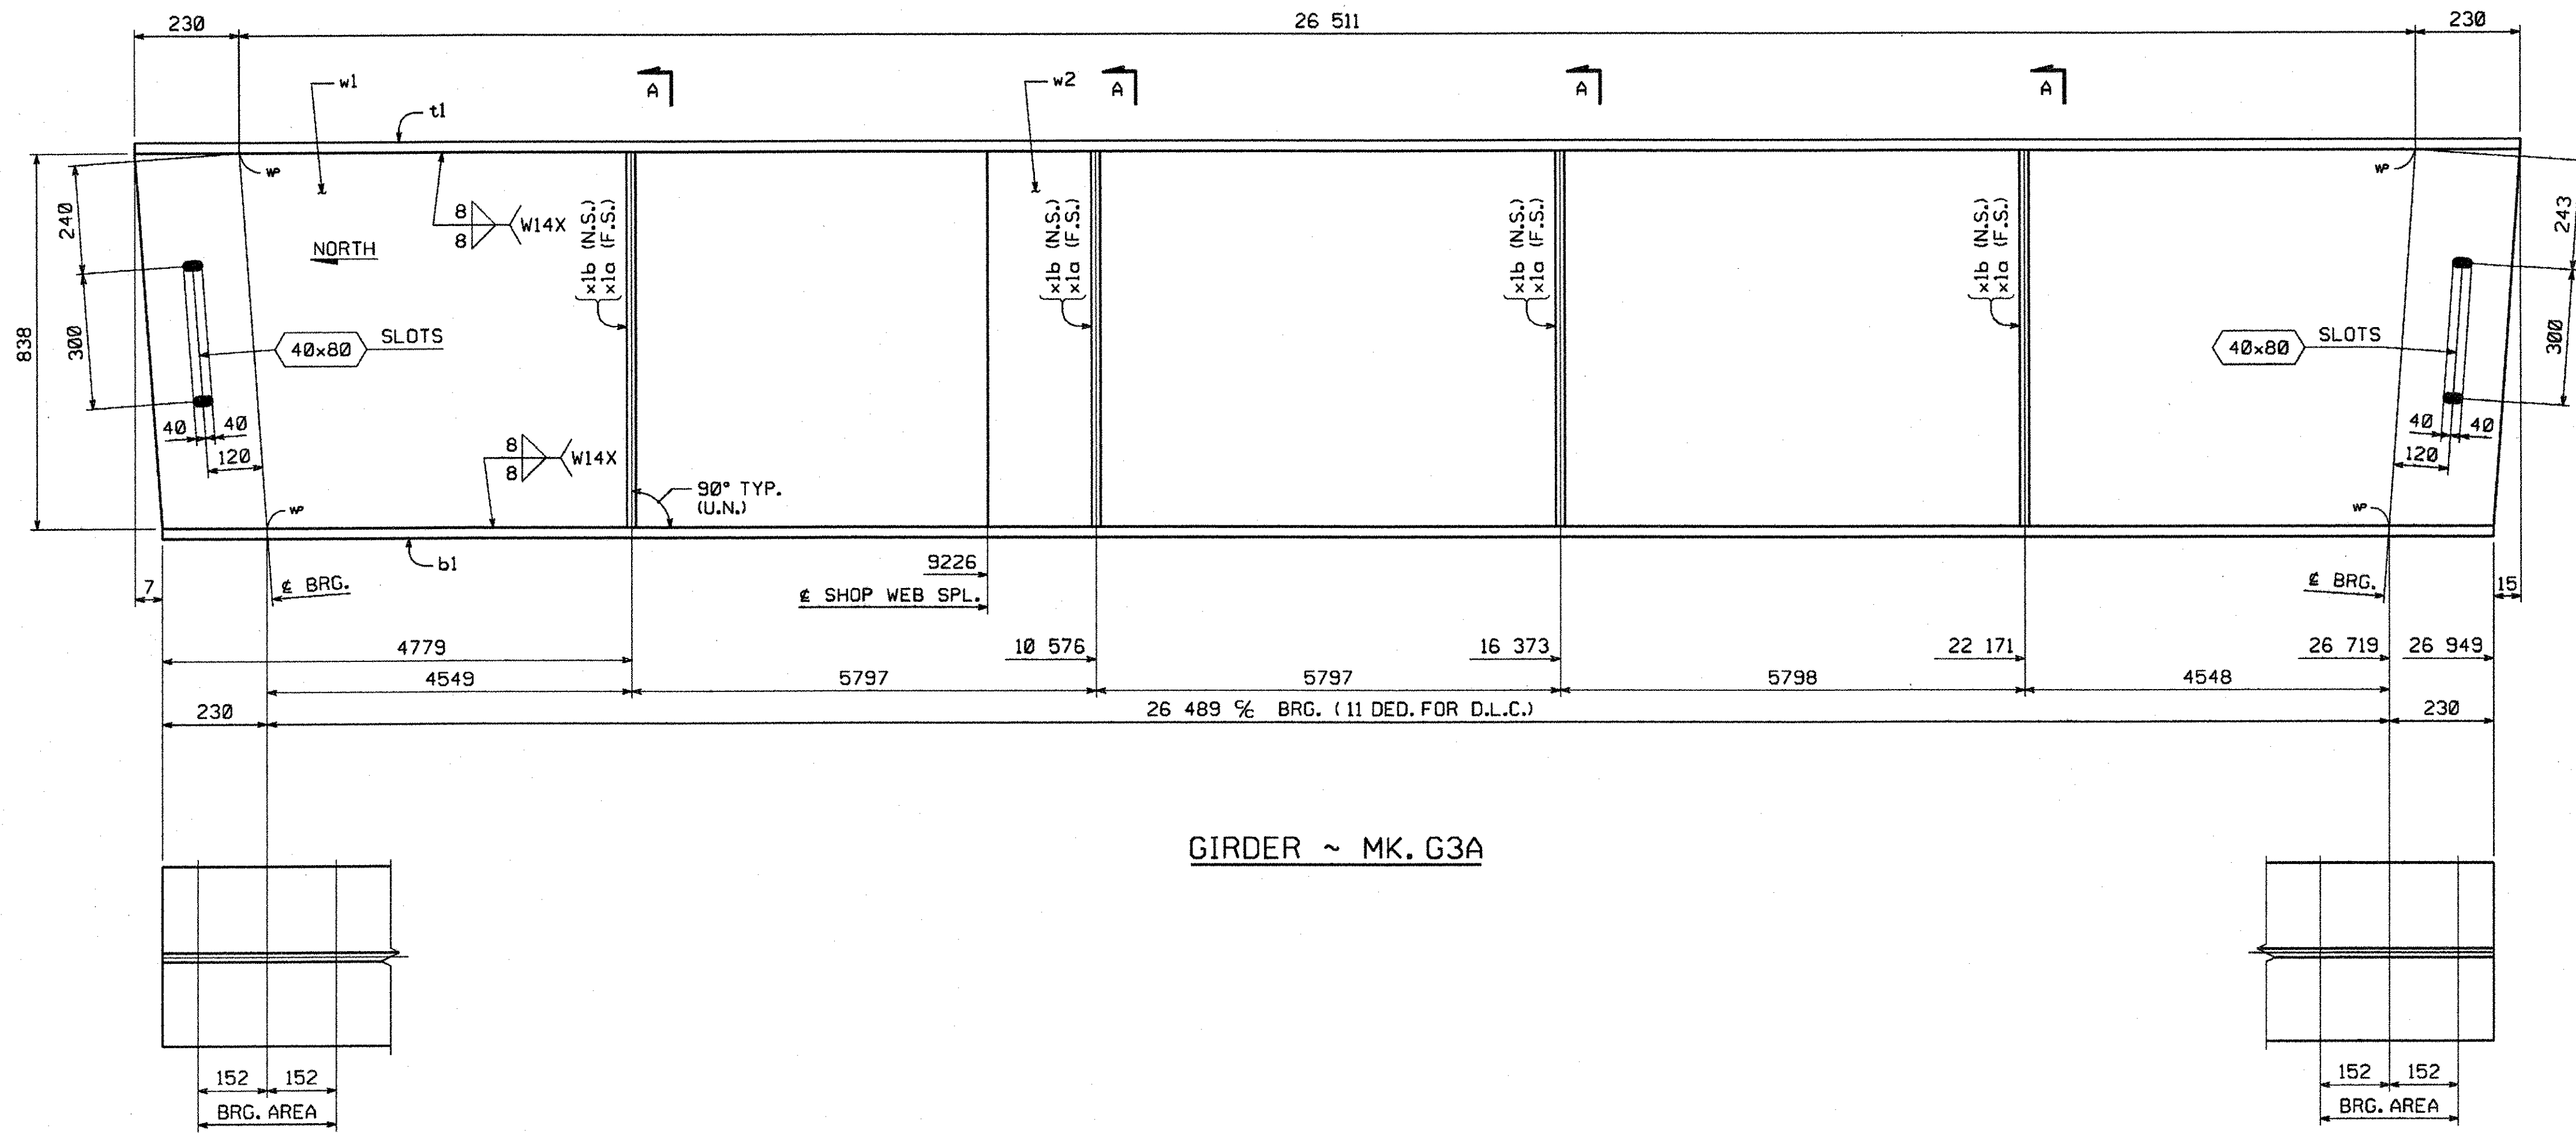 230
26 511
230
A
A
A
A
w1
t1
w2
WP
WP
240
300
838
243
300
8
8
W14X
NORTH
x1b (N.S.)
x1a (F.S.)
x1b (N.S.)
x1a (F.S.)
x1b (N.S.)
x1a (F.S.)
x1b (N.S.)
x1a (F.S.)
40x80
SLOTS
40x80
SLOTS
40
40
120
8
8
W14X
40
40
120
90° TYP.
(U.N.)
WP
WP
7
℄ BRG.
b1
9226
℄ SHOP WEB SPL.
℄ BRG.
15
4779
10 576
16 373
22 171
26 719
26 949
4549
5797
5797
5798
4548
230
26 489 C/C BRG. (11 DED. FOR D.L.C.)
230
GIRDER ~ MK. G3A
152
152
BRG. AREA
152
152
BRG. AREA